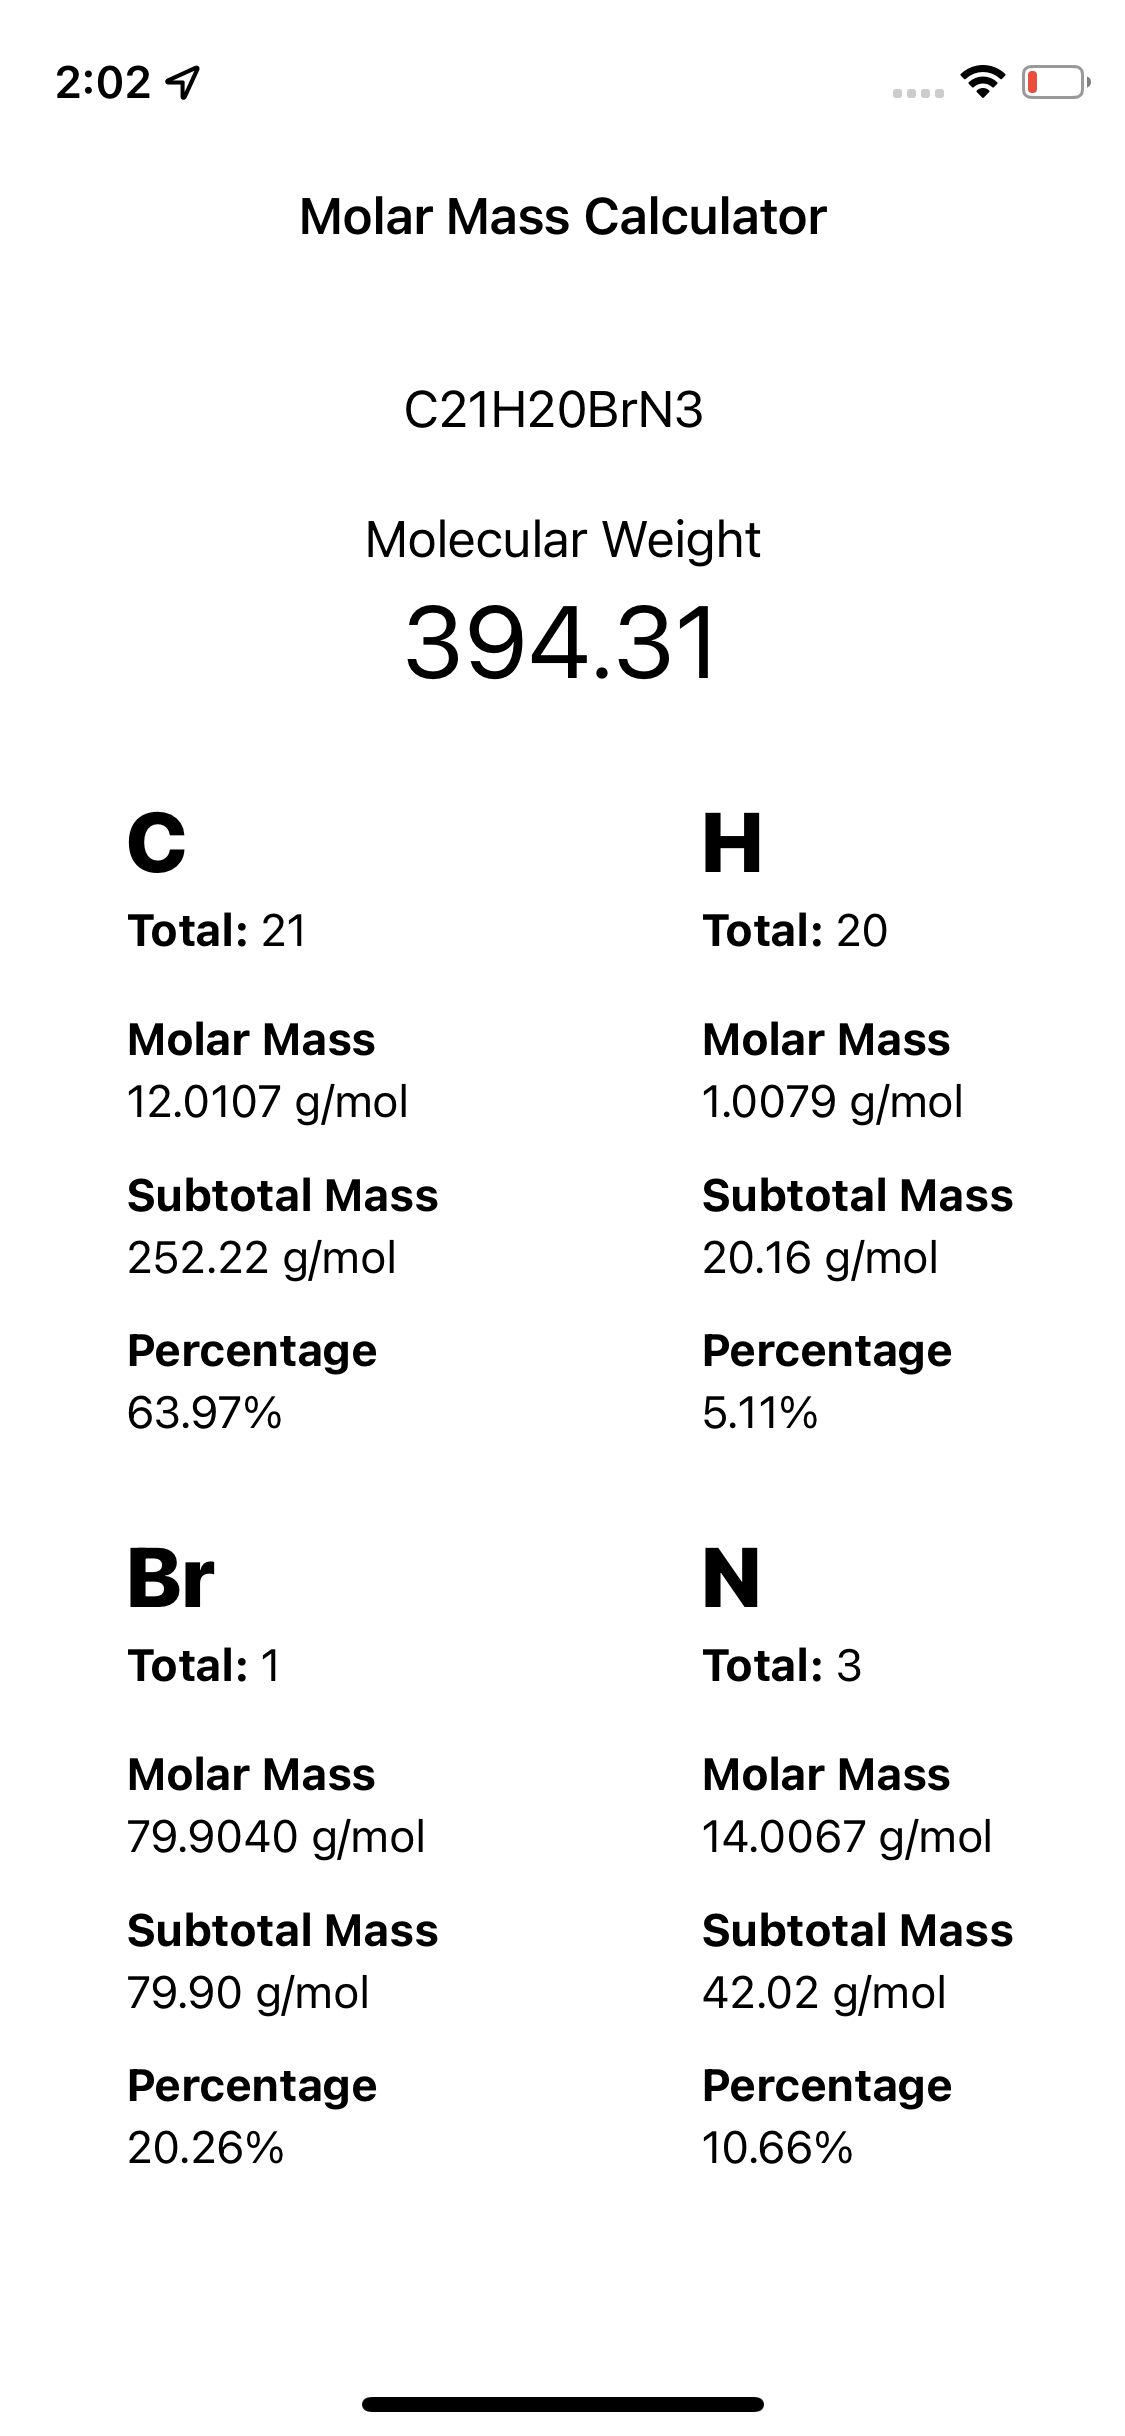 2:02
Molar Mass Calculator
C21H20BrN3
Molecular Weight
394.31
C
Total: 21
Molar Mass
12.0107 g/mol
Subtotal Mass
252.22 g/mol
Percentage
63.97%
H
Total: 20
Molar Mass
1.0079 g/mol
Subtotal Mass
20.16 g/mol
Percentage
5.11%
Br
Total: 1
Molar Mass
79.9040 g/mol
Subtotal Mass
79.90 g/mol
Percentage
20.26%
N
Total: 3
Molar Mass
14.0067 g/mol
Subtotal Mass
42.02 g/mol
Percentage
10.66%